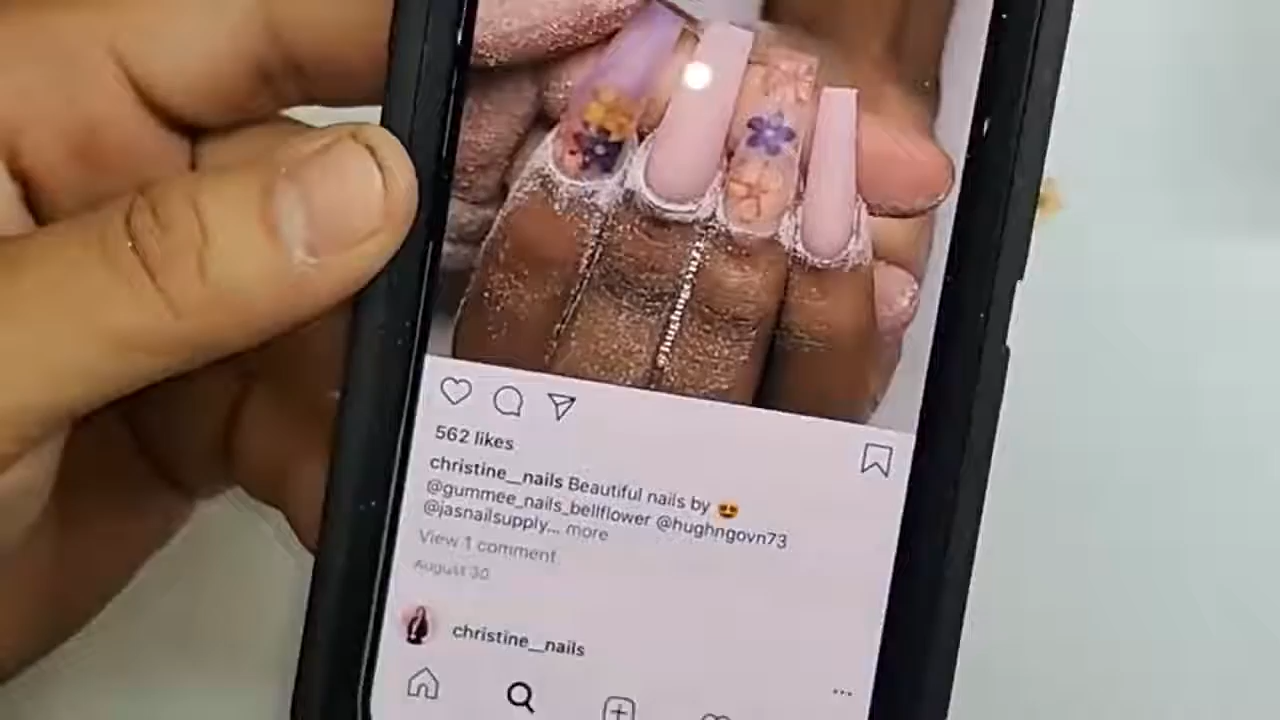 562 likes
christine__nails Beautiful nails by 😍
@gummee_nails_bellflower @hughngovn73
@jasnailsupply... more
View 1 comment
August 30
christine__nails